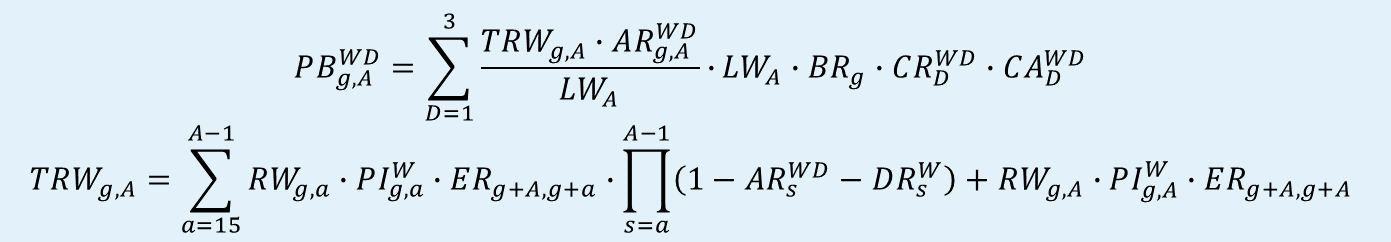 $PB_{g,A}^{WD} = \sum_{D=1}^{3} \frac{TRW_{g,A} \cdot AR_{g,A}^{WD}}{LW_A} \cdot LW_A \cdot BR_g \cdot CR_D^{WD} \cdot CA_D^{WD}$
$TRW_{g,A} = \sum_{a=15}^{A-1} RW_{g,a} \cdot PI_{g,a}^{W} \cdot ER_{g+A,g+a} \cdot \prod_{s=a}^{A-1} (1 - AR_s^{WD} - DR_s^{W}) + RW_{g,A} \cdot PI_{g,A}^{W} \cdot ER_{g+A,g+A}$